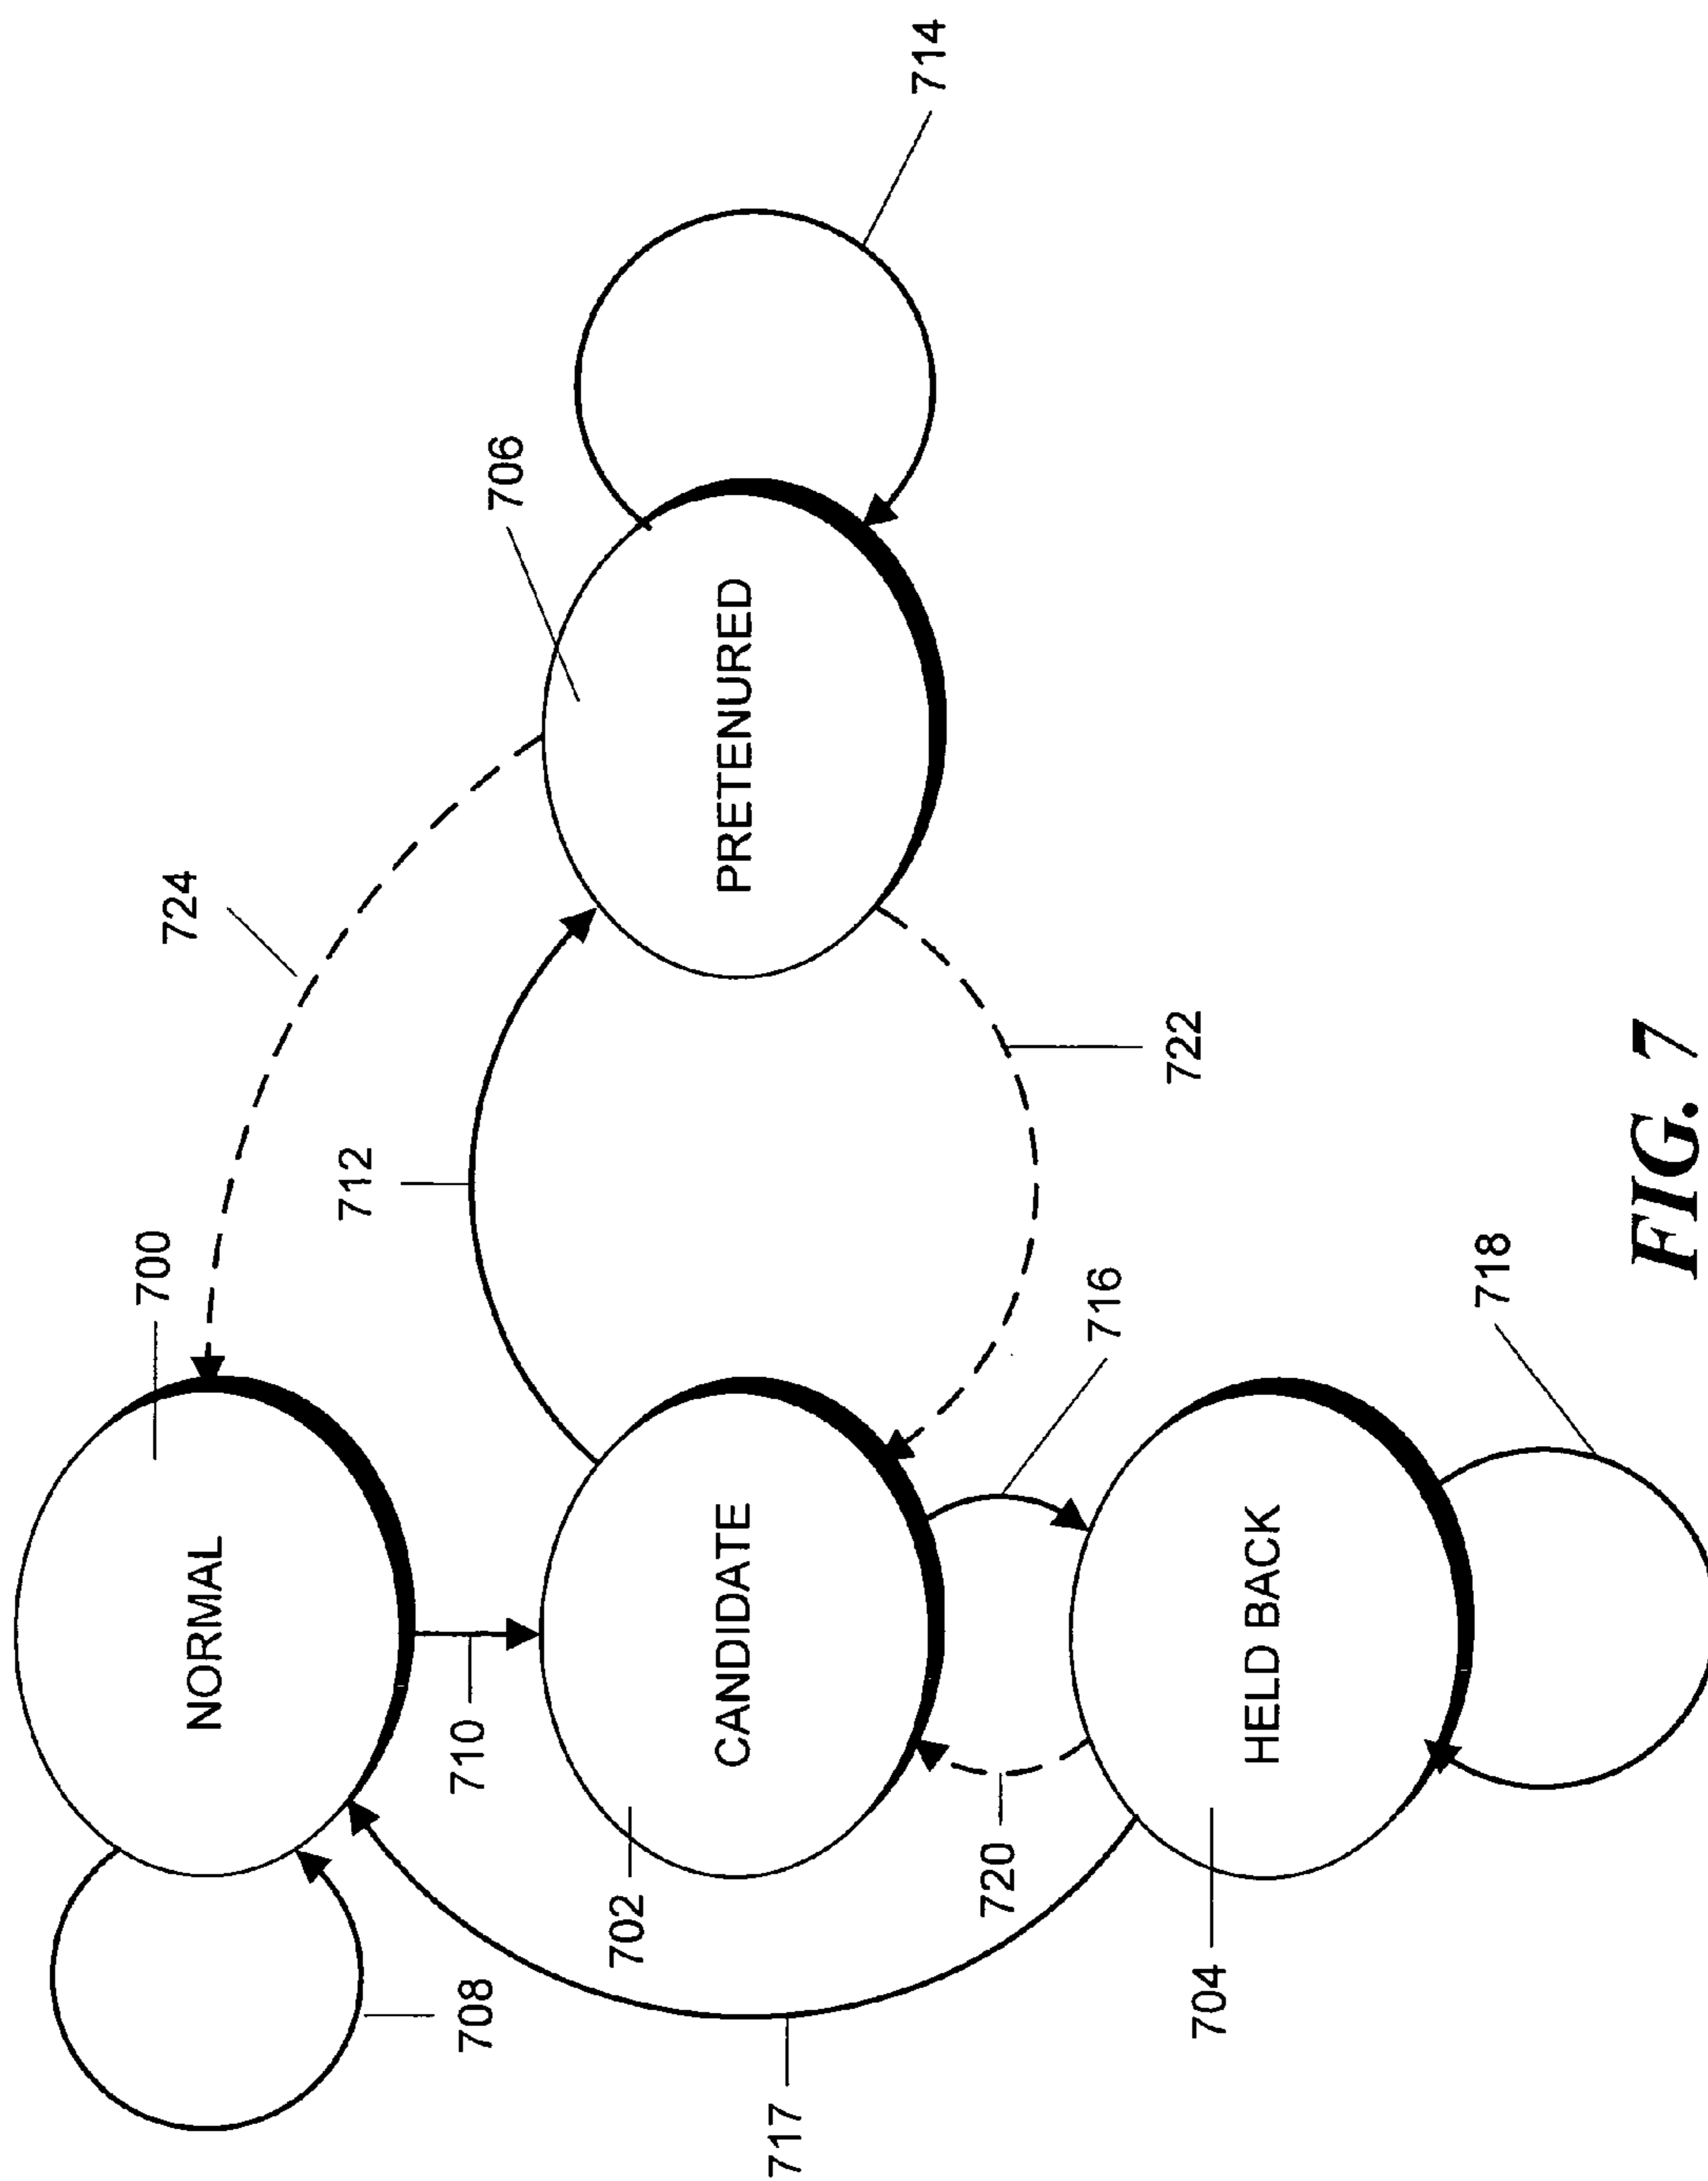 700
NORMAL
708
710
724
712
706
702
CANDIDATE
PRETENURED
714
717
720
716
722
704
HELD BACK
718
FIG. 7